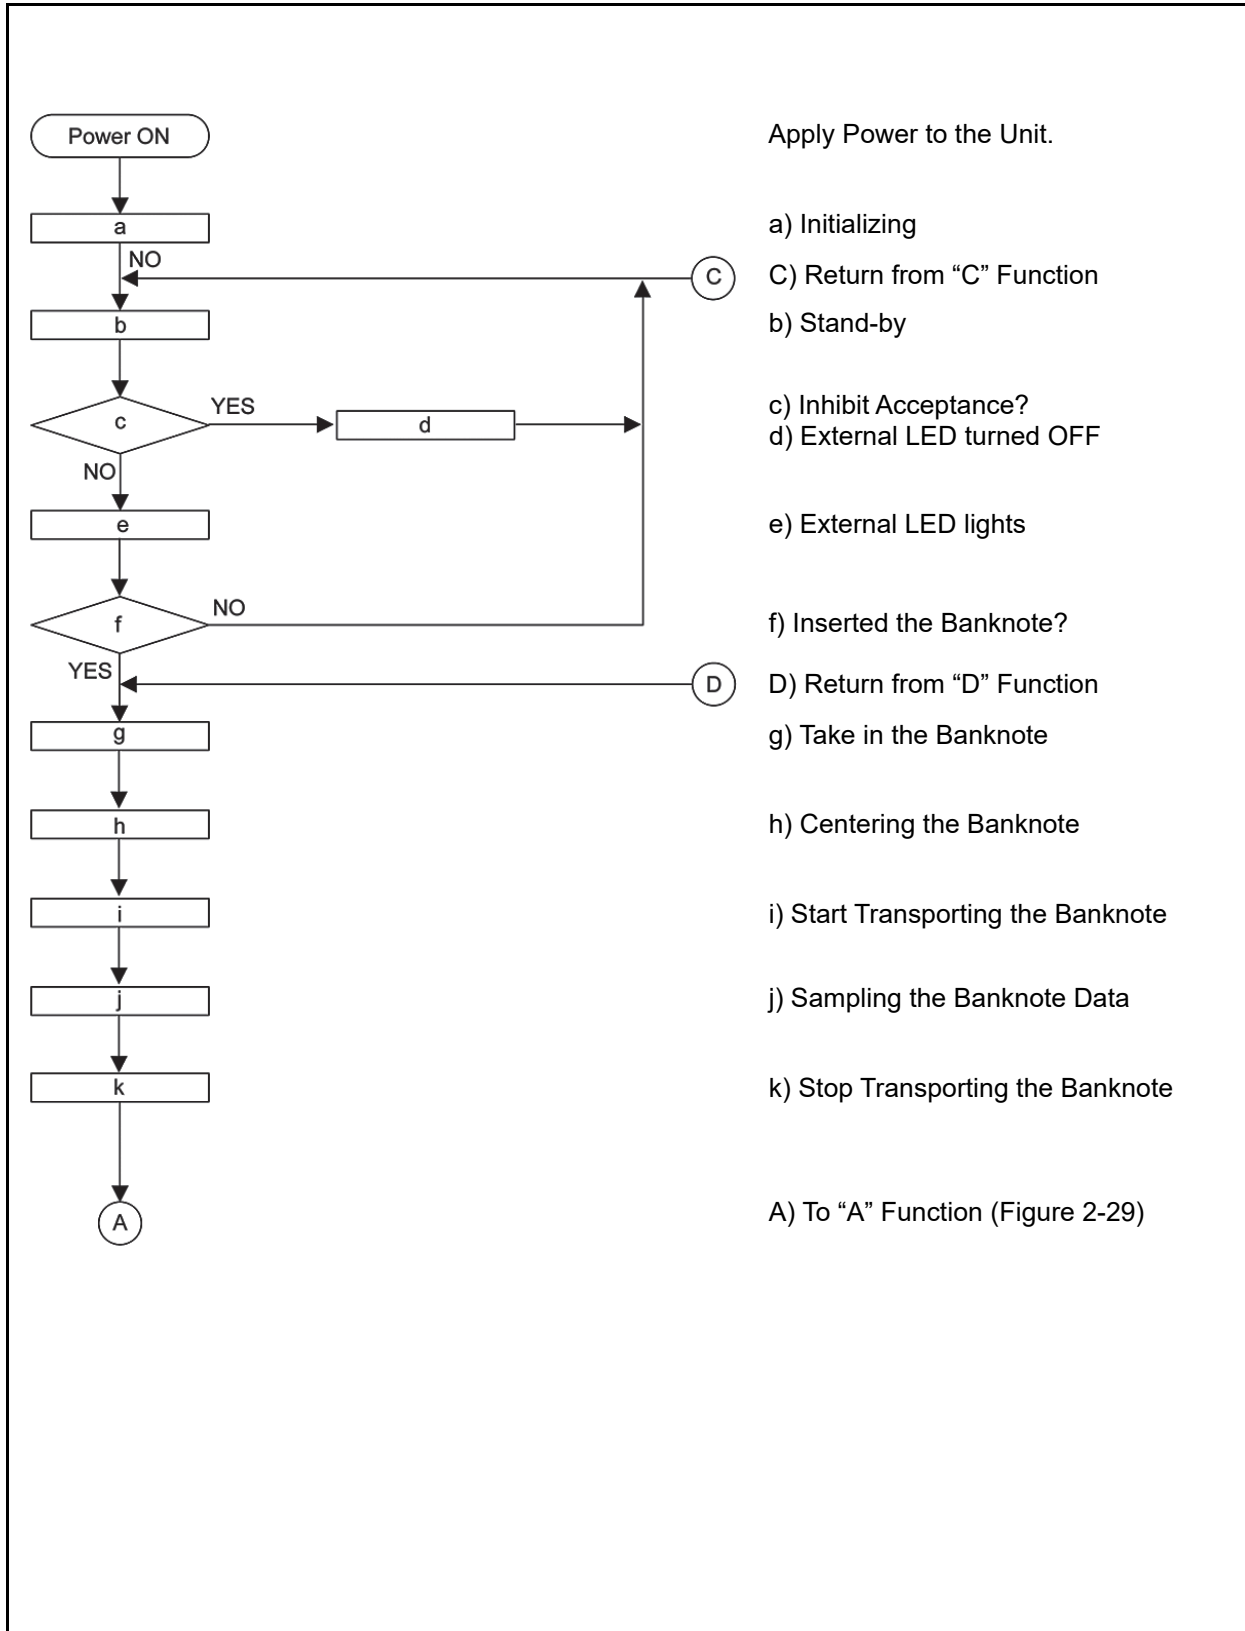 Power ON
Apply Power to the Unit.
a
a) Initializing
NO
C
C) Return from “C” Function
b
b) Stand-by
c
YES
d
c) Inhibit Acceptance?
d) External LED turned OFF
NO
e
e) External LED lights
f
NO
f) Inserted the Banknote?
YES
D
D) Return from “D” Function
g
g) Take in the Banknote
h
h) Centering the Banknote
i
i) Start Transporting the Banknote
j
j) Sampling the Banknote Data
k
k) Stop Transporting the Banknote
A
A) To “A” Function (Figure 2-29)